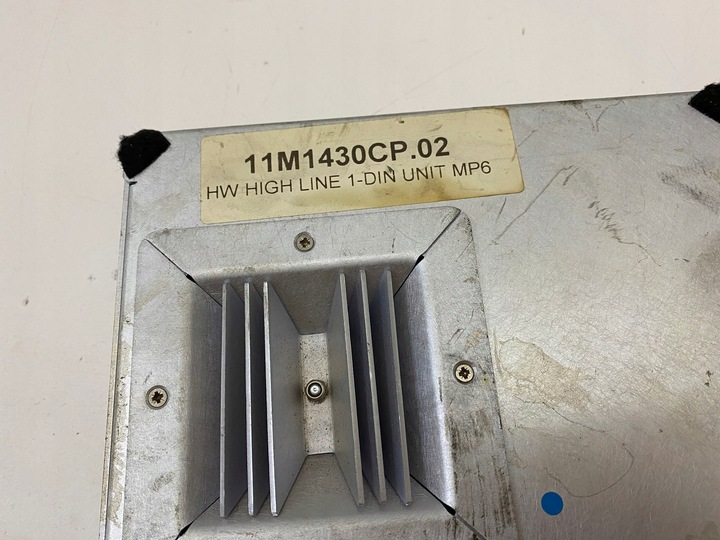 11M1430CP.02
HW HIGH LINE 1-DIN UNIT MP6